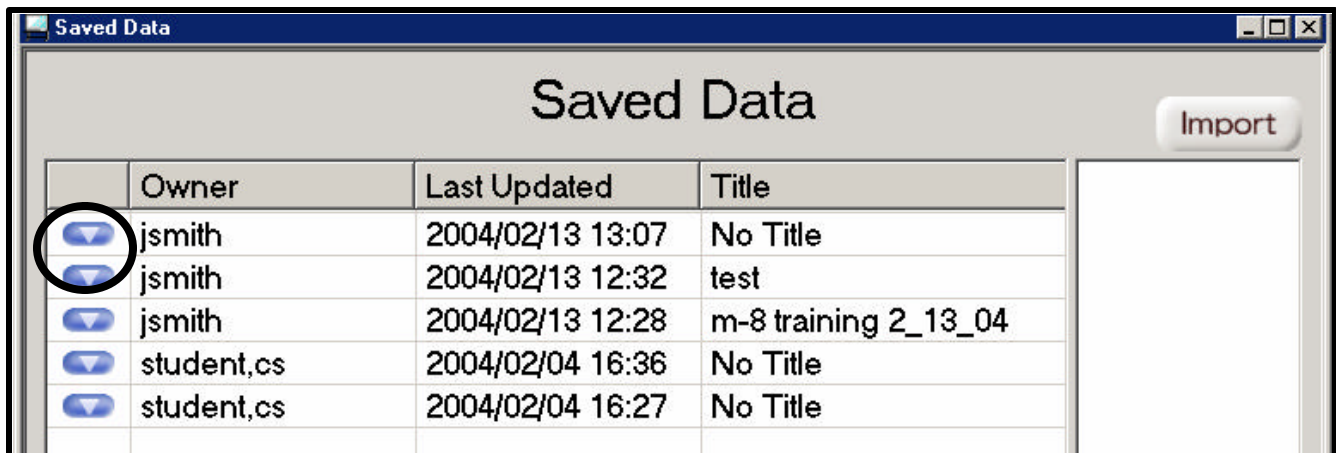 Saved Data
Saved Data
Import
Owner Last Updated Title
jsmith 2004/02/13 13:07 No Title
jsmith 2004/02/13 12:32 test
jsmith 2004/02/13 12:28 m-8 training 2_13_04
student,cs 2004/02/04 16:36 No Title
student,cs 2004/02/04 16:27 No Title